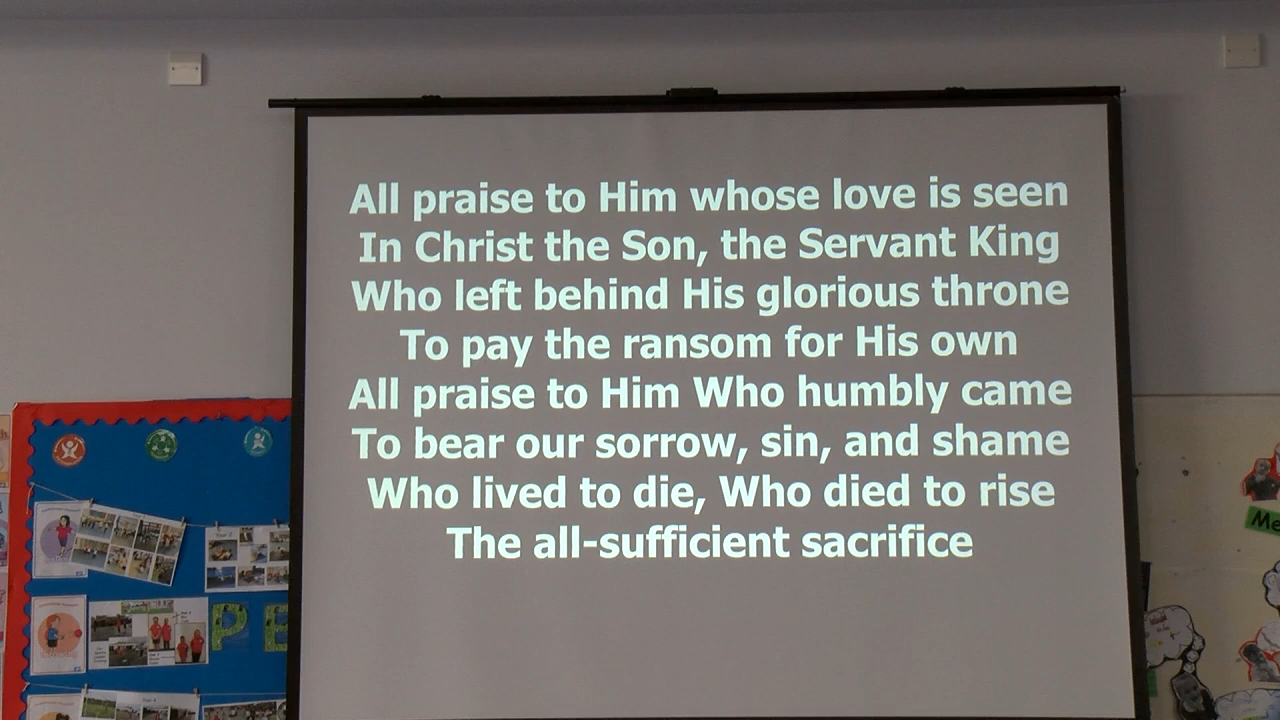 All praise to Him whose love is seen
In Christ the Son, the Servant King
Who left behind His glorious throne
To pay the ransom for His own
All praise to Him Who humbly came
To bear our sorrow, sin, and shame
Who lived to die, Who died to rise
The all-sufficient sacrifice
PE
Me